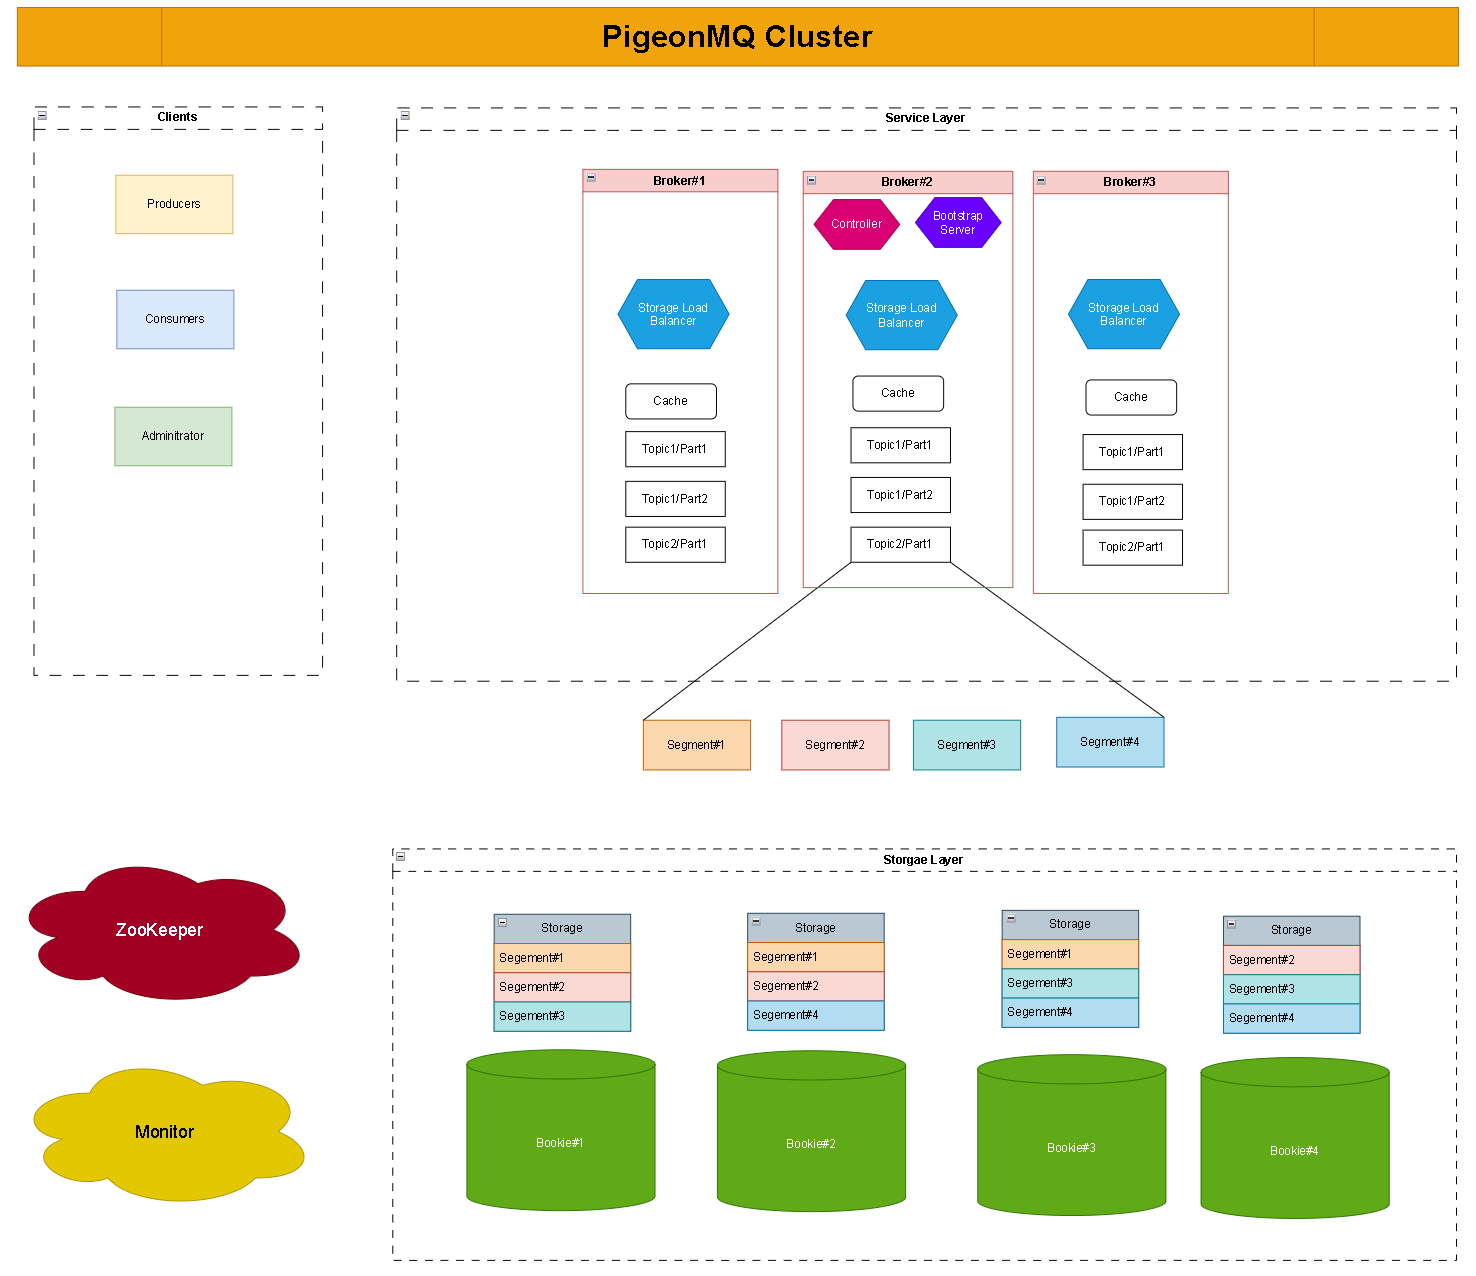 PigeonMQ Cluster
Clients
Producers
Consumers
Adminitrator
Service Layer
Broker#1
Storage Load
Balancer
Cache
Topic1/Part1
Topic1/Part2
Topic2/Part1
Broker#2
Controller
Bootstrap
Server
Storage Load
Balancer
Cache
Topic1/Part1
Topic1/Part2
Topic2/Part1
Broker#3
Storage Load
Balancer
Cache
Topic1/Part1
Topic1/Part2
Topic2/Part1
Segment#1
Segment#2
Segment#3
Segment#4
ZooKeeper
Monitor
Storgae Layer
Storage
Segement#1
Segement#2
Segement#3
Bookie#1
Storage
Segement#1
Segement#2
Segement#4
Bookie#2
Storage
Segement#1
Segement#3
Segement#4
Bookie#3
Storage
Segement#2
Segement#3
Segement#4
Bookie#4